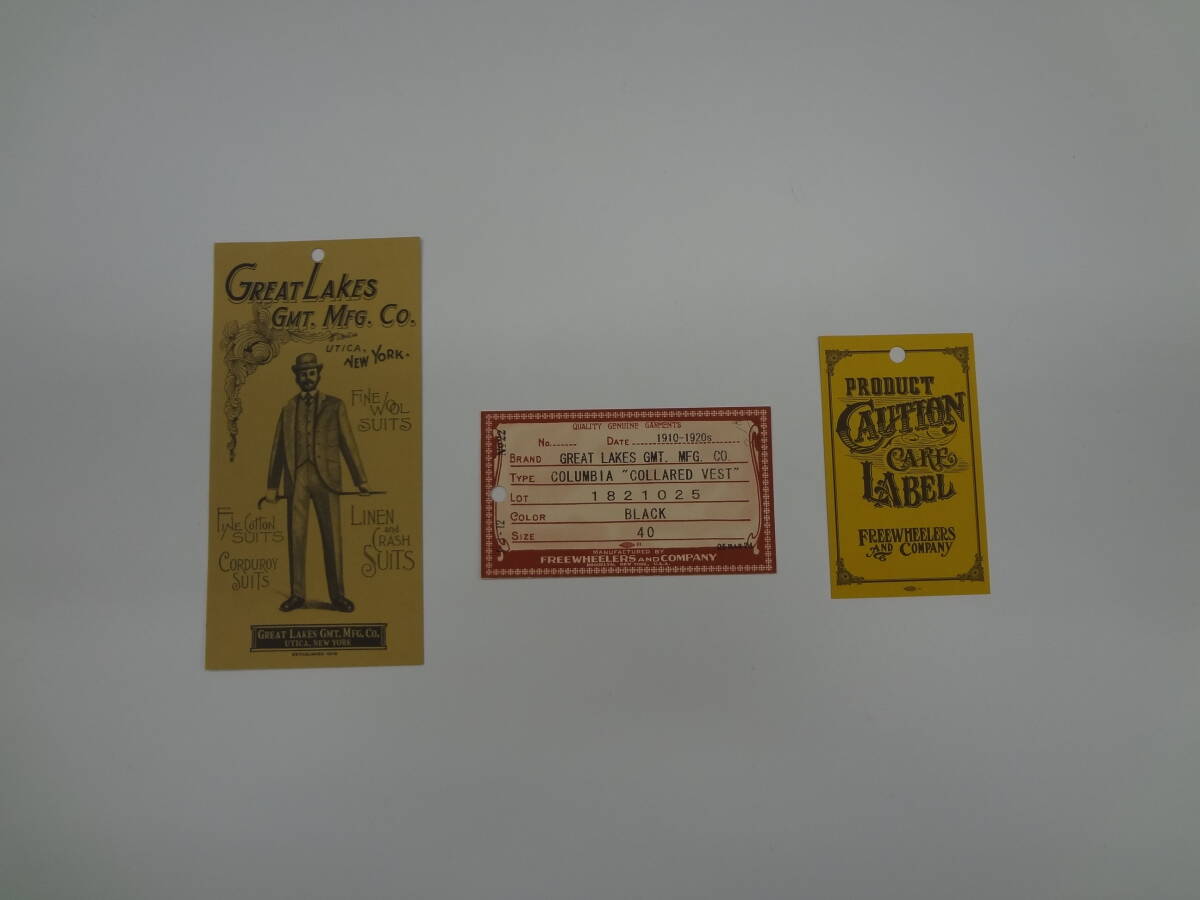 GREAT LAKES
GMT. MFG. CO.
UTICA,
NEW YORK.
FINE
WOOL
SUITS
FINE COTTON
SUITS
CORDUROY
SUITS
LINEN
AND
CRASH
SUITS
GREAT LAKES GMT. MFG. CO.
UTICA, NEW YORK
QUALITY GENUINE GARMENTS
No. DATE 1910-1920s
BRAND GREAT LAKES GMT. MFG. CO.
TYPE COLUMBIA "COLLARED VEST"
LOT 1821025
COLOR BLACK
SIZE 40
MANUFACTURED BY
FREEWHEELERS AND COMPANY
BROOKLYN, NEW YORK, U.S.A.
PRODUCT
CAUTION
CARE
LABEL
FREEWHEELERS
AND COMPANY